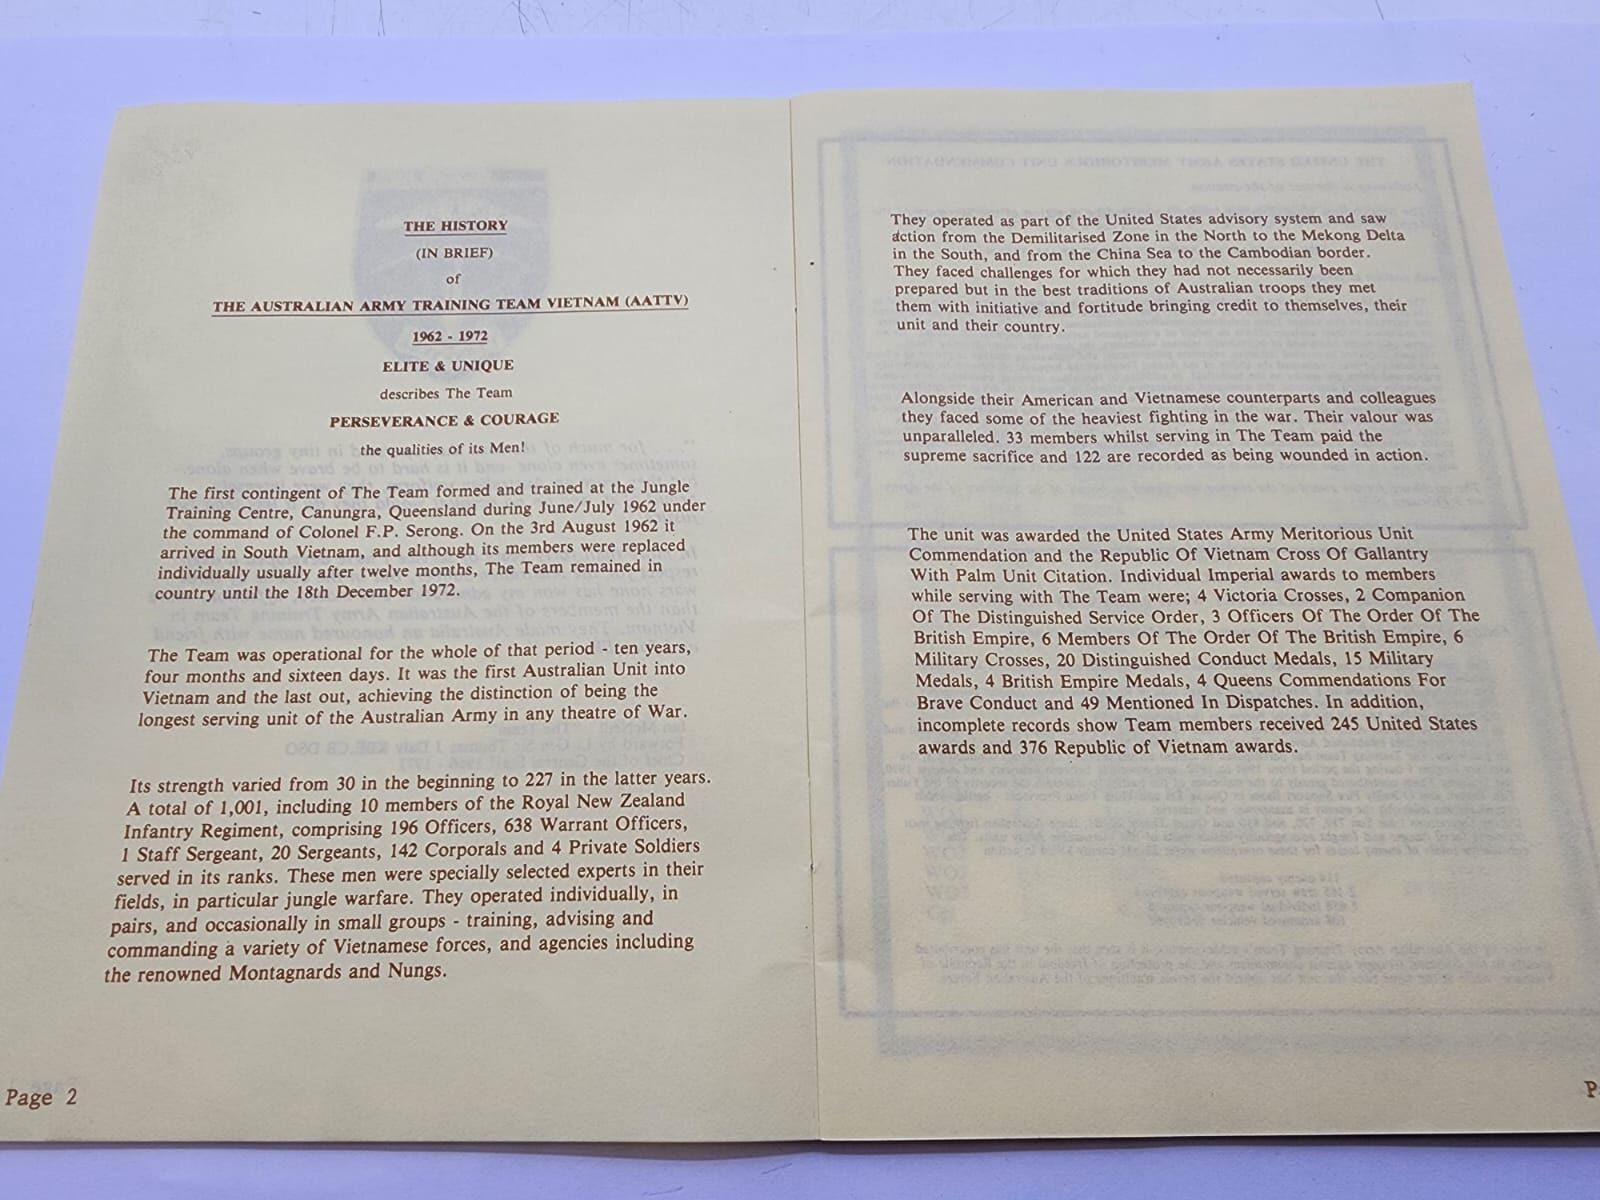 THE HISTORY
(IN BRIEF)
of
THE AUSTRALIAN ARMY TRAINING TEAM VIETNAM (AATTV)
1962 - 1972
ELITE & UNIQUE
describes The Team
PERSEVERANCE & COURAGE
the qualities of its Men!
The first contingent of The Team formed and trained at the Jungle
Training Centre, Canungra, Queensland during June/July 1962 under
the command of Colonel F.P. Serong. On the 3rd August 1962 it
arrived in South Vietnam, and although its members were replaced
individually usually after twelve months, The Team remained in
country until the 18th December 1972.
The Team was operational for the whole of that period - ten years,
four months and sixteen days. It was the first Australian Unit into
Vietnam and the last out, achieving the distinction of being the
longest serving unit of the Australian Army in any theatre of War.
Its strength varied from 30 in the beginning to 227 in the latter years.
A total of 1,001, including 10 members of the Royal New Zealand
Infantry Regiment, comprising 196 Officers, 638 Warrant Officers,
1 Staff Sergeant, 20 Sergeants, 142 Corporals and 4 Private Soldiers
served in its ranks. These men were specially selected experts in their
fields, in particular jungle warfare. They operated individually, in
pairs, and occasionally in small groups - training, advising and
commanding a variety of Vietnamese forces, and agencies including
the renowned Montagnards and Nungs.
Page 2
They operated as part of the United States advisory system and saw
action from the Demilitarised Zone in the North to the Mekong Delta
in the South, and from the China Sea to the Cambodian border.
They faced challenges for which they had not necessarily been
prepared but in the best traditions of Australian troops they met
them with initiative and fortitude bringing credit to themselves, their
unit and their country.
Alongside their American and Vietnamese counterparts and colleagues
they faced some of the heaviest fighting in the war. Their valour was
unparalleled. 33 members whilst serving in The Team paid the
supreme sacrifice and 122 are recorded as being wounded in action.
The unit was awarded the United States Army Meritorious Unit
Commendation and the Republic Of Vietnam Cross Of Gallantry
With Palm Unit Citation. Individual Imperial awards to members
while serving with The Team were; 4 Victoria Crosses, 2 Companion
Of The Distinguished Service Order, 3 Officers Of The Order Of The
British Empire, 6 Members Of The Order Of The British Empire, 6
Military Crosses, 20 Distinguished Conduct Medals, 15 Military
Medals, 4 British Empire Medals, 4 Queens Commendations For
Brave Conduct and 49 Mentioned In Dispatches. In addition,
incomplete records show Team members received 245 United States
awards and 376 Republic of Vietnam awards.